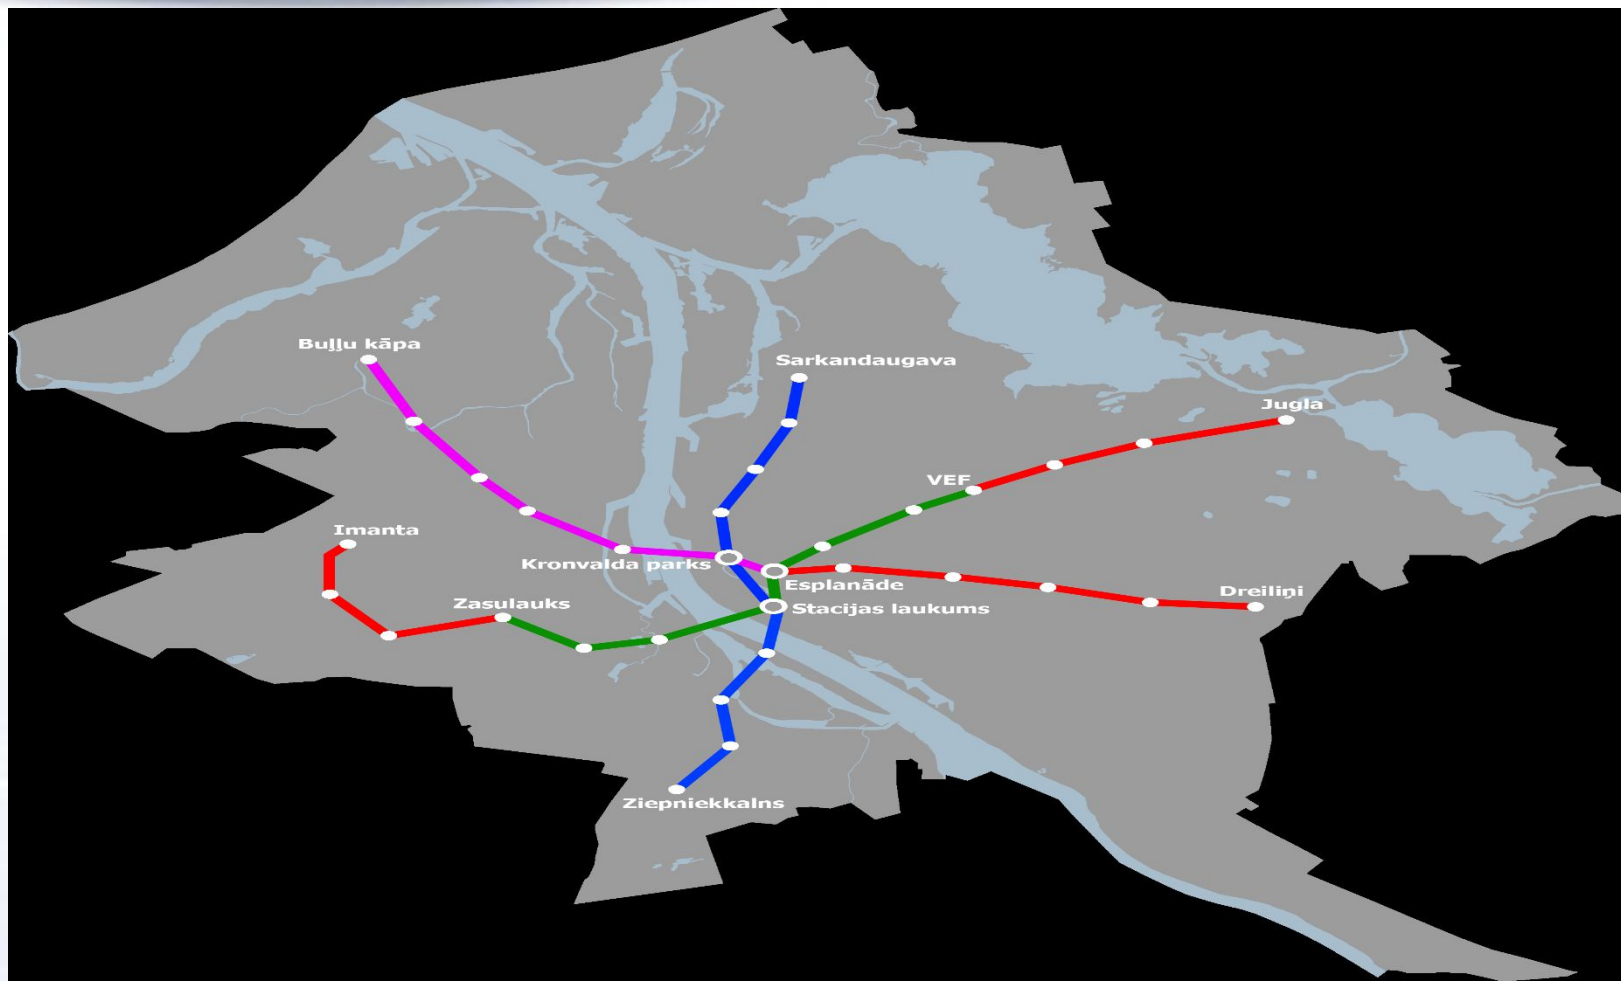 Buļļu kāpa
Sarkandaugava
Jugla
VEF
Imanta
Kronvalda parks
Esplanāde
Dreiliņi
Zasulauks
Stacijas laukums
Ziepniekkalns